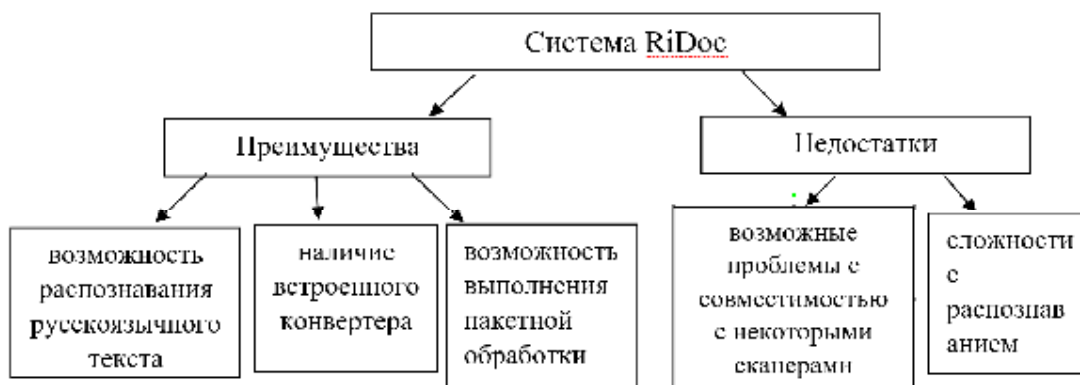 Система RiDoc
Преимущества
Недостатки
возможность
распознавания
русскоязычного
текста
наличие
встроенного
конвертера
возможность
выполнения
пакетной
обработки
возможные
проблемы с
совместимостью
с некоторыми
сканерами
сложности
с
распознав
анием